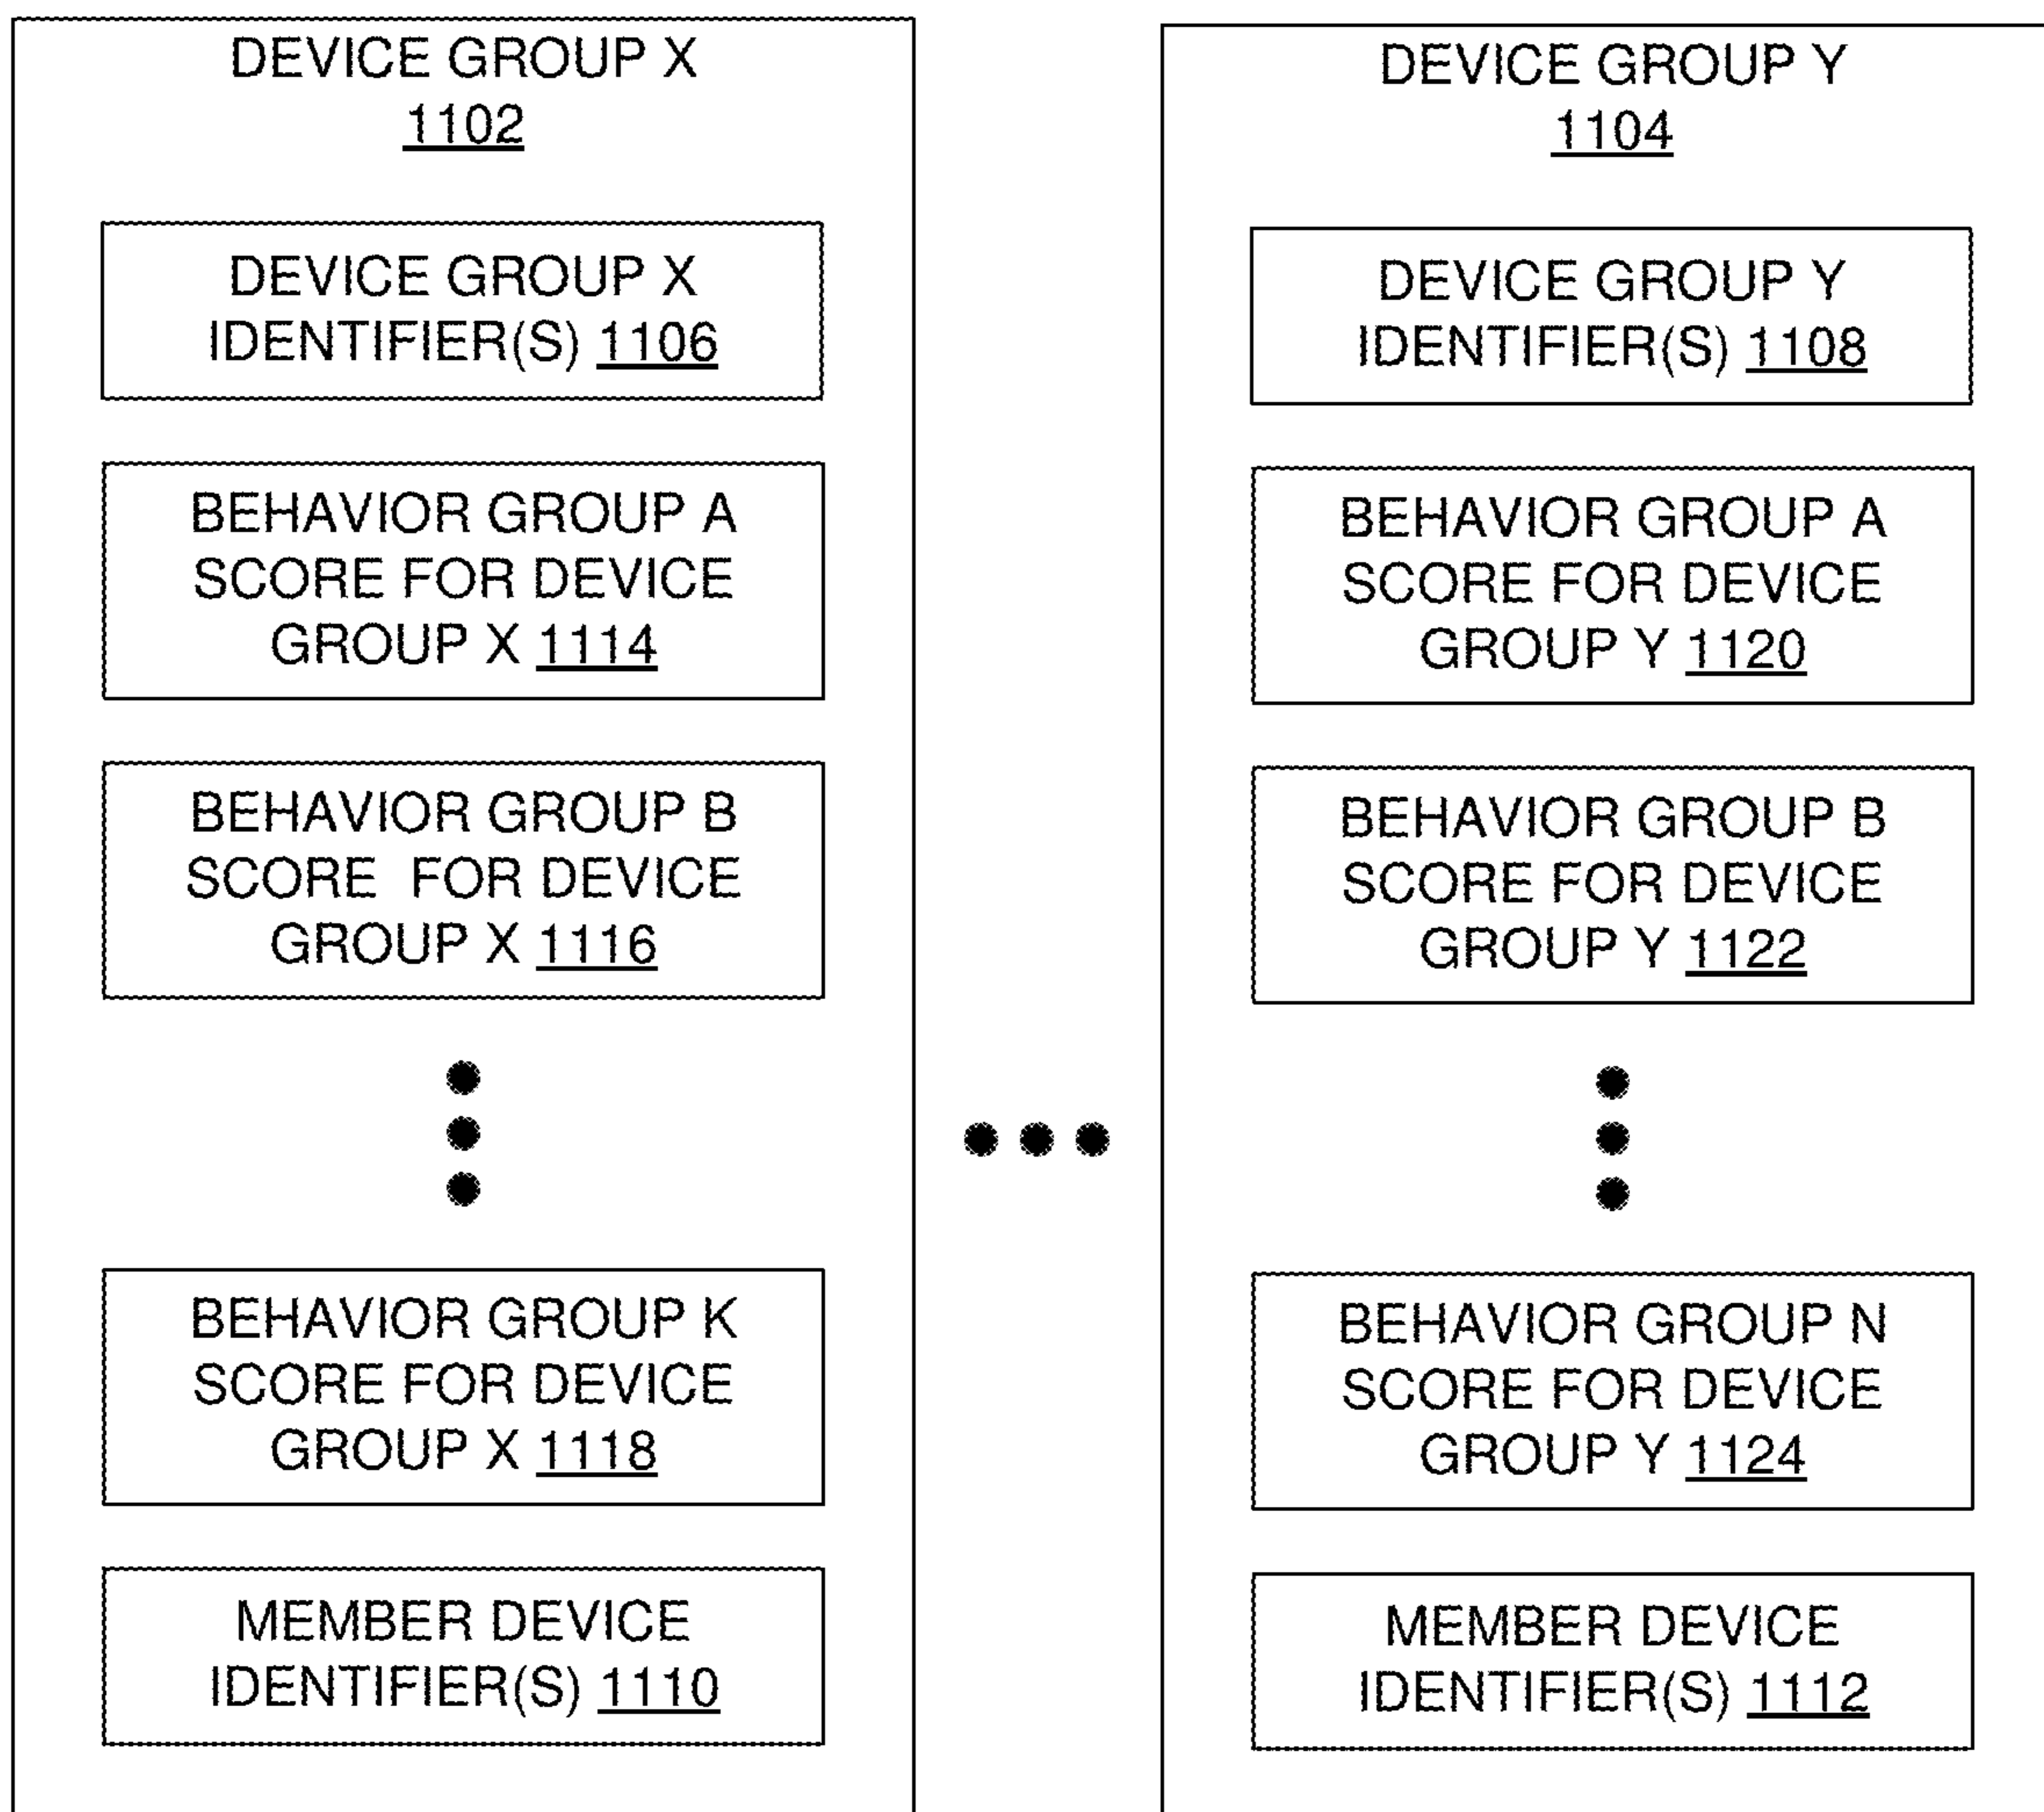 DEVICE GROUP X
1102
DEVICE GROUP X
IDENTIFIER(S) 1106
BEHAVIOR GROUP A
SCORE FOR DEVICE
GROUP X 1114
BEHAVIOR GROUP B
SCORE FOR DEVICE
GROUP X 1116
BEHAVIOR GROUP K
SCORE FOR DEVICE
GROUP X 1118
MEMBER DEVICE
IDENTIFIER(S) 1110
DEVICE GROUP Y
1104
DEVICE GROUP Y
IDENTIFIER(S) 1108
BEHAVIOR GROUP A
SCORE FOR DEVICE
GROUP Y 1120
BEHAVIOR GROUP B
SCORE FOR DEVICE
GROUP Y 1122
BEHAVIOR GROUP N
SCORE FOR DEVICE
GROUP Y 1124
MEMBER DEVICE
IDENTIFIER(S) 1112